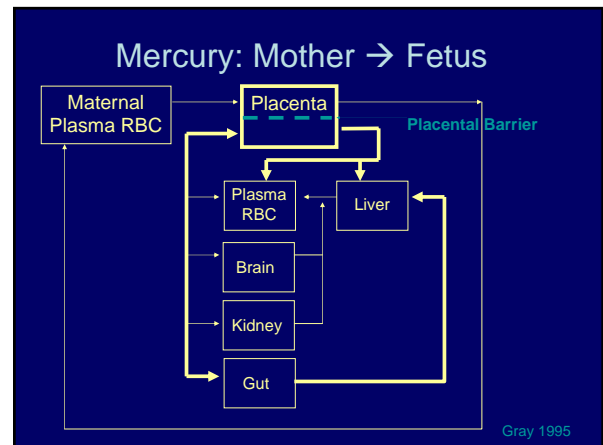 Mercury: Mother → Fetus
Maternal
Plasma RBC
Placenta
Placental Barrier
Plasma
RBC
Liver
Brain
Kidney
Gut
Gray 1995